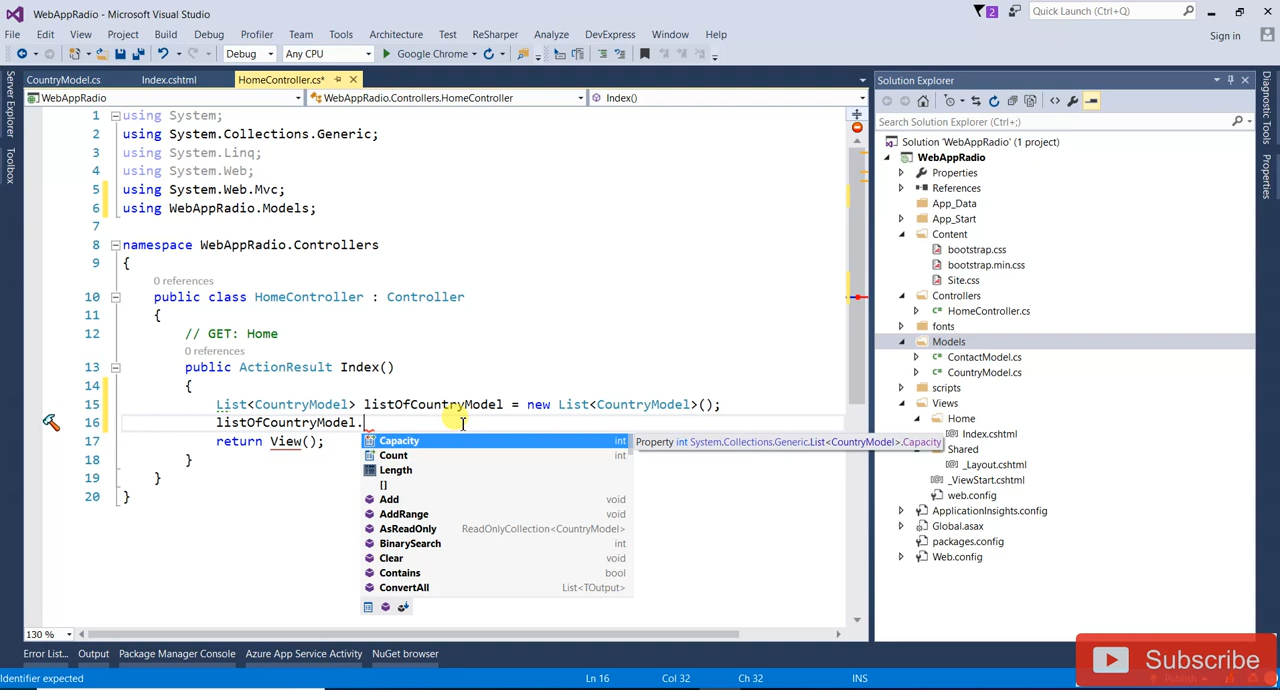 WebAppRadio - Microsoft Visual Studio
2
Quick Launch (Ctrl+Q)
File Edit View Project Build Debug Profiler Team Tools Architecture Test ReSharper Analyze DevExpress Window Help
Sign in
Debug Any CPU Google Chrome
Server Explorer
Toolbox
CountryModel.cs Index.cshtml HomeController.cs*
WebAppRadio WebAppRadio.Controllers.HomeController Index()
1 using System;
2 using System.Collections.Generic;
3 using System.Linq;
4 using System.Web;
5 using System.Web.Mvc;
6 using WebAppRadio.Models;
7
8 namespace WebAppRadio.Controllers
9 {
0 references
10 public class HomeController : Controller
11 {
12 // GET: Home
0 references
13 public ActionResult Index()
14 {
15 List<CountryModel> listOfCountryModel = new List<CountryModel>();
16 listOfCountryModel.
17 return View();
18 }
19 }
20 }
Capacity int
Count int
Length
[]
Add void
AddRange void
AsReadOnly ReadOnlyCollection<CountryModel>
BinarySearch int
Clear void
Contains bool
ConvertAll List<TOutput>
Property int System.Collections.Generic.List<CountryModel>.Capacity
Solution Explorer
Search Solution Explorer (Ctrl+;)
Solution 'WebAppRadio' (1 project)
WebAppRadio
Properties
References
App_Data
App_Start
Content
bootstrap.css
bootstrap.min.css
Site.css
Controllers
HomeController.cs
fonts
Models
ContactModel.cs
CountryModel.cs
scripts
Views
Home
Index.cshtml
Shared
_Layout.cshtml
_ViewStart.cshtml
web.config
ApplicationInsights.config
Global.asax
packages.config
Web.config
Diagnostic Tools
Properties
130 %
Error List... Output Package Manager Console Azure App Service Activity NuGet browser
Identifier expected Ln 16 Col 32 Ch 32 INS
Publish
Subscribe